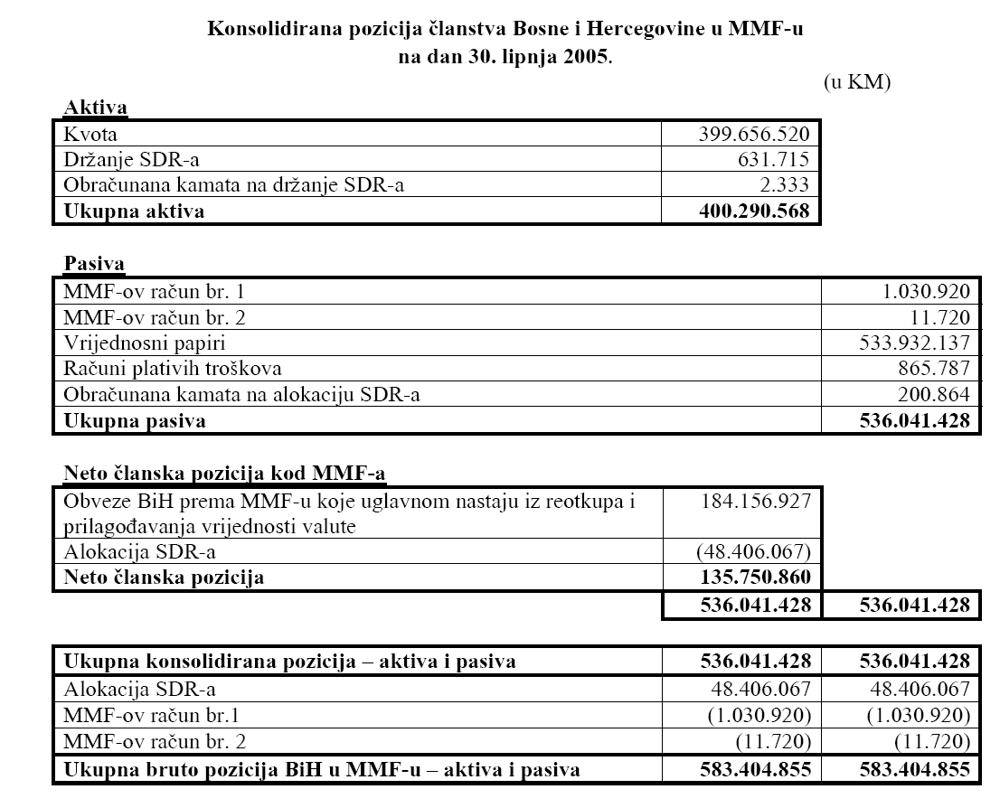 Konsolidirana pozicija članstva Bosne i Hercegovine u MMF-u
na dan 30. lipnja 2005.
(u KM)
Aktiva
Kvota 399.656.520
Držanje SDR-a 631.715
Obračunana kamata na držanje SDR-a 2.333
Ukupna aktiva 400.290.568
Pasiva
MMF-ov račun br. 1 1.030.920
MMF-ov račun br. 2 11.720
Vrijednosni papiri 533.932.137
Računi plativih troškova 865.787
Obračunana kamata na alokaciju SDR-a 200.864
Ukupna pasiva 536.041.428
Neto članska pozicija kod MMF-a
Obveze BiH prema MMF-u koje uglavnom nastaju iz reotkupa i 184.156.927
prilagođavanja vrijednosti valute
Alokacija SDR-a (48.406.067)
Neto članska pozicija 135.750.860
536.041.428 536.041.428
Ukupna konsolidirana pozicija – aktiva i pasiva 536.041.428 536.041.428
Alokacija SDR-a 48.406.067 48.406.067
MMF-ov račun br.1 (1.030.920) (1.030.920)
MMF-ov račun br. 2 (11.720) (11.720)
Ukupna bruto pozicija BiH u MMF-u – aktiva i pasiva 583.404.855 583.404.855